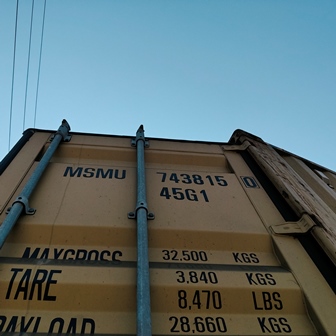 MSMU 743815 0
45G1
MAXGROSS 32,500 KGS
TARE 3,840 KGS
8,470 LBS
PAYLOAD 28,660 KGS